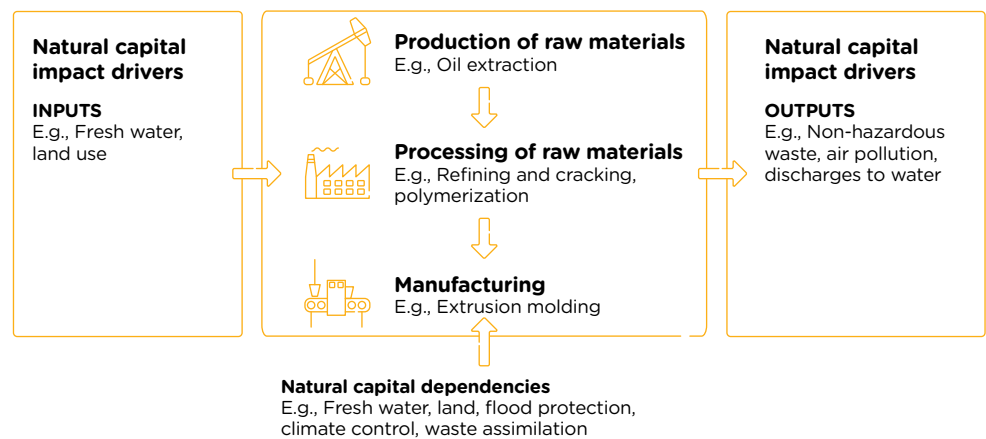 Natural capital
impact drivers
INPUTS
E.g., Fresh water,
land use
Production of raw materials
E.g., Oil extraction
Processing of raw materials
E.g., Refining and cracking,
polymerization
Manufacturing
E.g., Extrusion molding
Natural capital
impact drivers
OUTPUTS
E.g., Non-hazardous
waste, air pollution,
discharges to water
Natural capital dependencies
E.g., Fresh water, land, flood protection,
climate control, waste assimilation